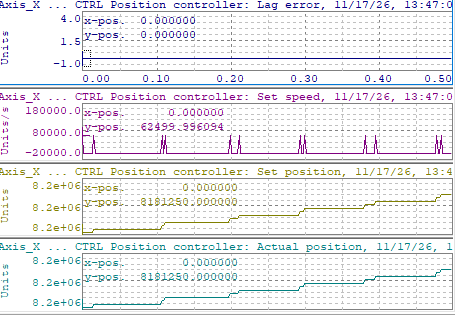 Axis_X ... CTRL Position controller: Lag error, 11/17/26, 13:47:0
4.0
x-pos. 0.000000
y-pos. 0.000000
1.5
Units
-1.0
0.00 0.10 0.20 0.30 0.40 0.50
Axis_X ... CTRL Position controller: Set speed, 11/17/26, 13:47:0
180000.0
x-pos. 0.000000
y-pos. 62499.996094
80000.0
Units/s
-20000.0
Axis_X ... CTRL Position controller: Set position, 11/17/26, 13:4
8.2e+06
x-pos. 0.000000
y-pos. 8181250.000000
8.2e+06
Units
8.2e+06
Axis_X ... CTRL Position controller: Actual position, 11/17/26, 1
8.2e+06
x-pos. 0.000000
y-pos. 8181250.000000
8.2e+06
Units
8.2e+06